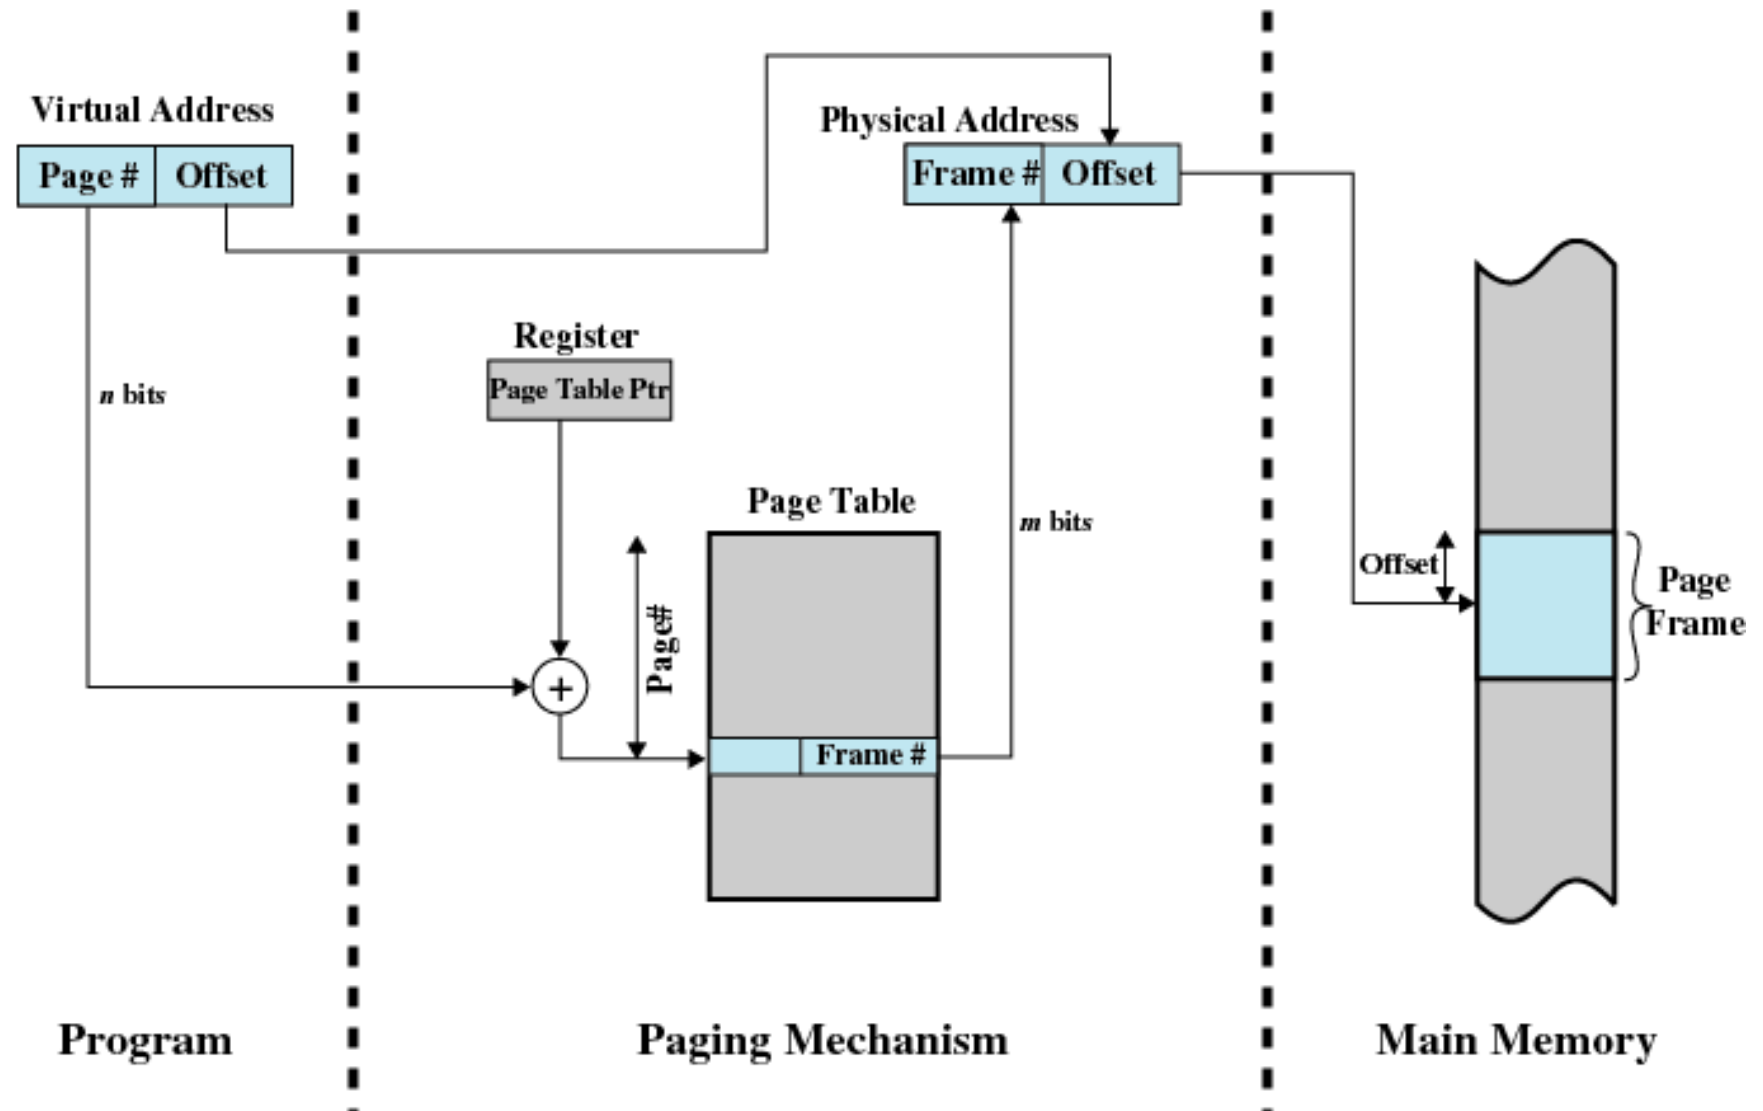 Virtual Address
Page #
Offset
Physical Address
Frame #
Offset
Register
Page Table Ptr
n bits
Page Table
m bits
Page#
+
Frame #
Offset
Page
Frame
Program
Paging Mechanism
Main Memory